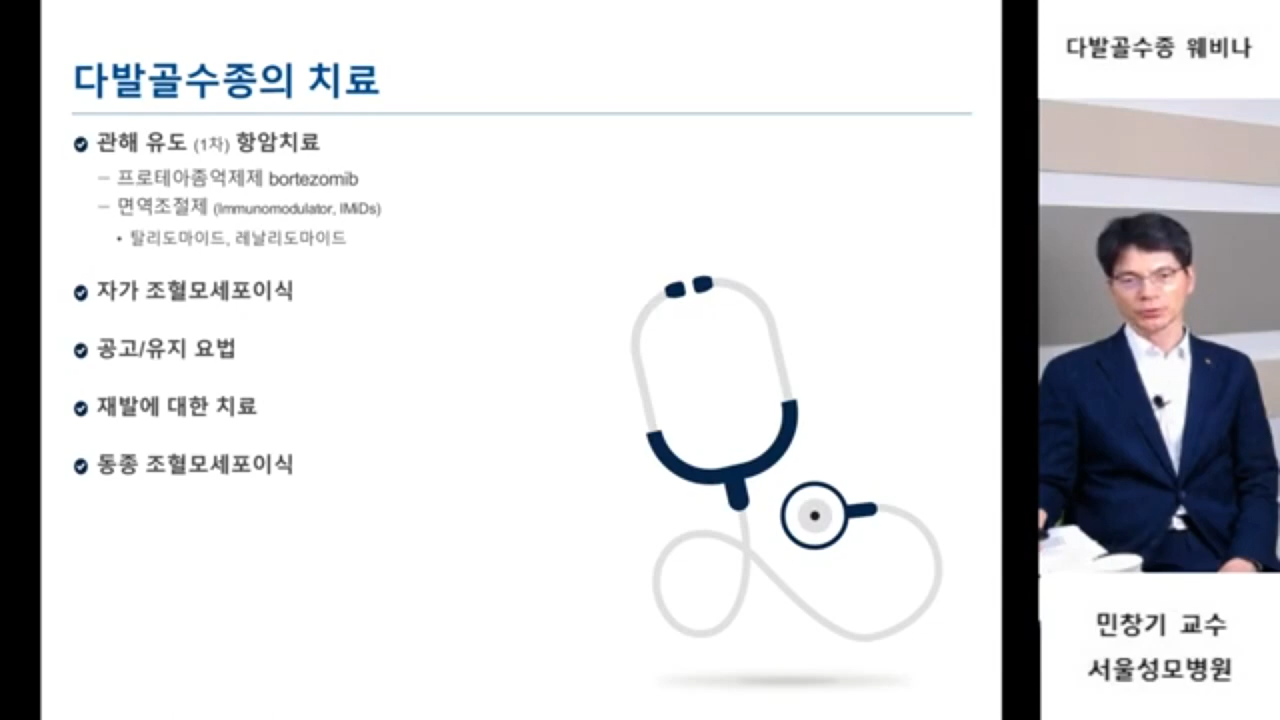 다발골수종의 치료
관해 유도 (1차) 항암치료
– 프로테아좀억제제 bortezomib
– 면역조절제 (Immunomodulator, IMiDs)
• 탈리도마이드, 레날리도마이드
자가 조혈모세포이식
공고/유지 요법
재발에 대한 치료
동종 조혈모세포이식
다발골수종 웨비나
민창기 교수
서울성모병원